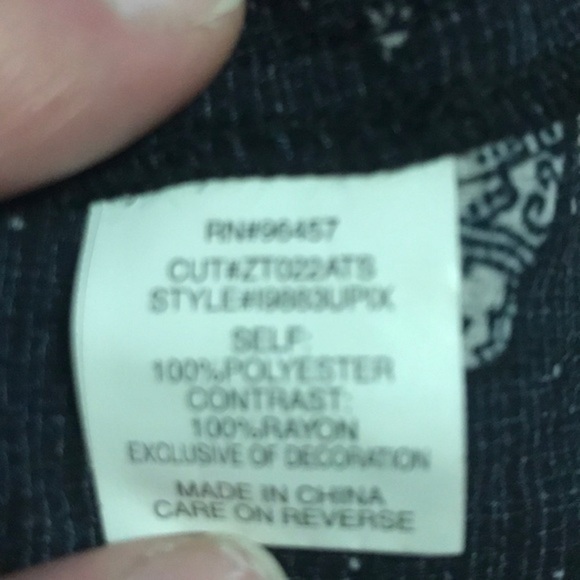 RN#96457
CUT#ZT022ATS
STYLE#I9883UPIX
SELF:
100%POLYESTER
CONTRAST:
100%RAYON
EXCLUSIVE OF DECORATION
MADE IN CHINA
CARE ON REVERSE